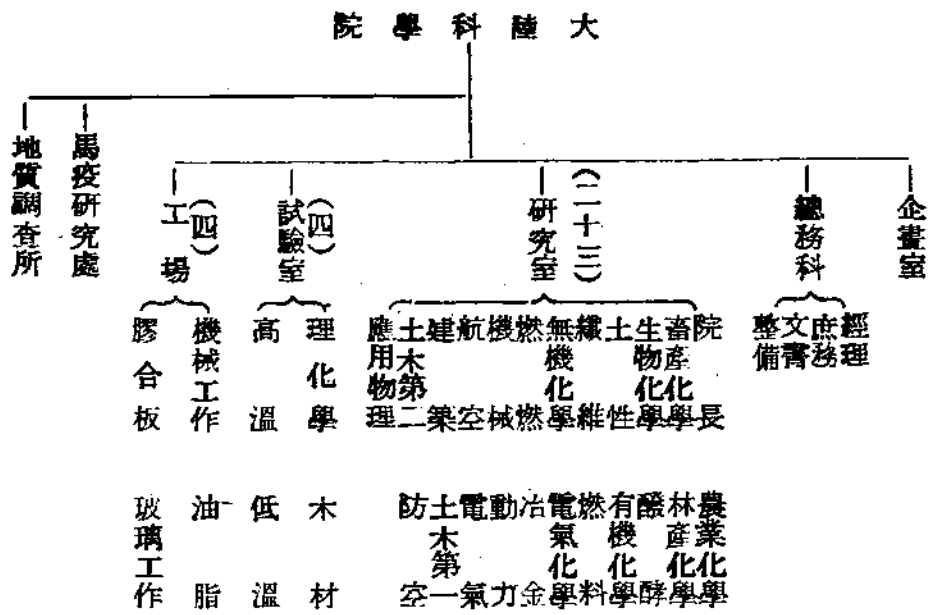 大陸科學院
企畫室
總務科
經理
庶務
文書
整備
(二十三)
研究室
院長
農業化學
畜產化學
林產化學
生物化學
醱酵
土性
有機化學
纖維
燃料
無機化學
電氣化學
燃燃
冶金
機械
動力
航空
電氣
建築
土木第一
土木第二
防空
應用物理
(四)
試驗室
理化學
木材
高溫
低溫
(四)
工場
機械工作
油脂
膠合板
玻璃工作
馬疫研究處
地質調查所